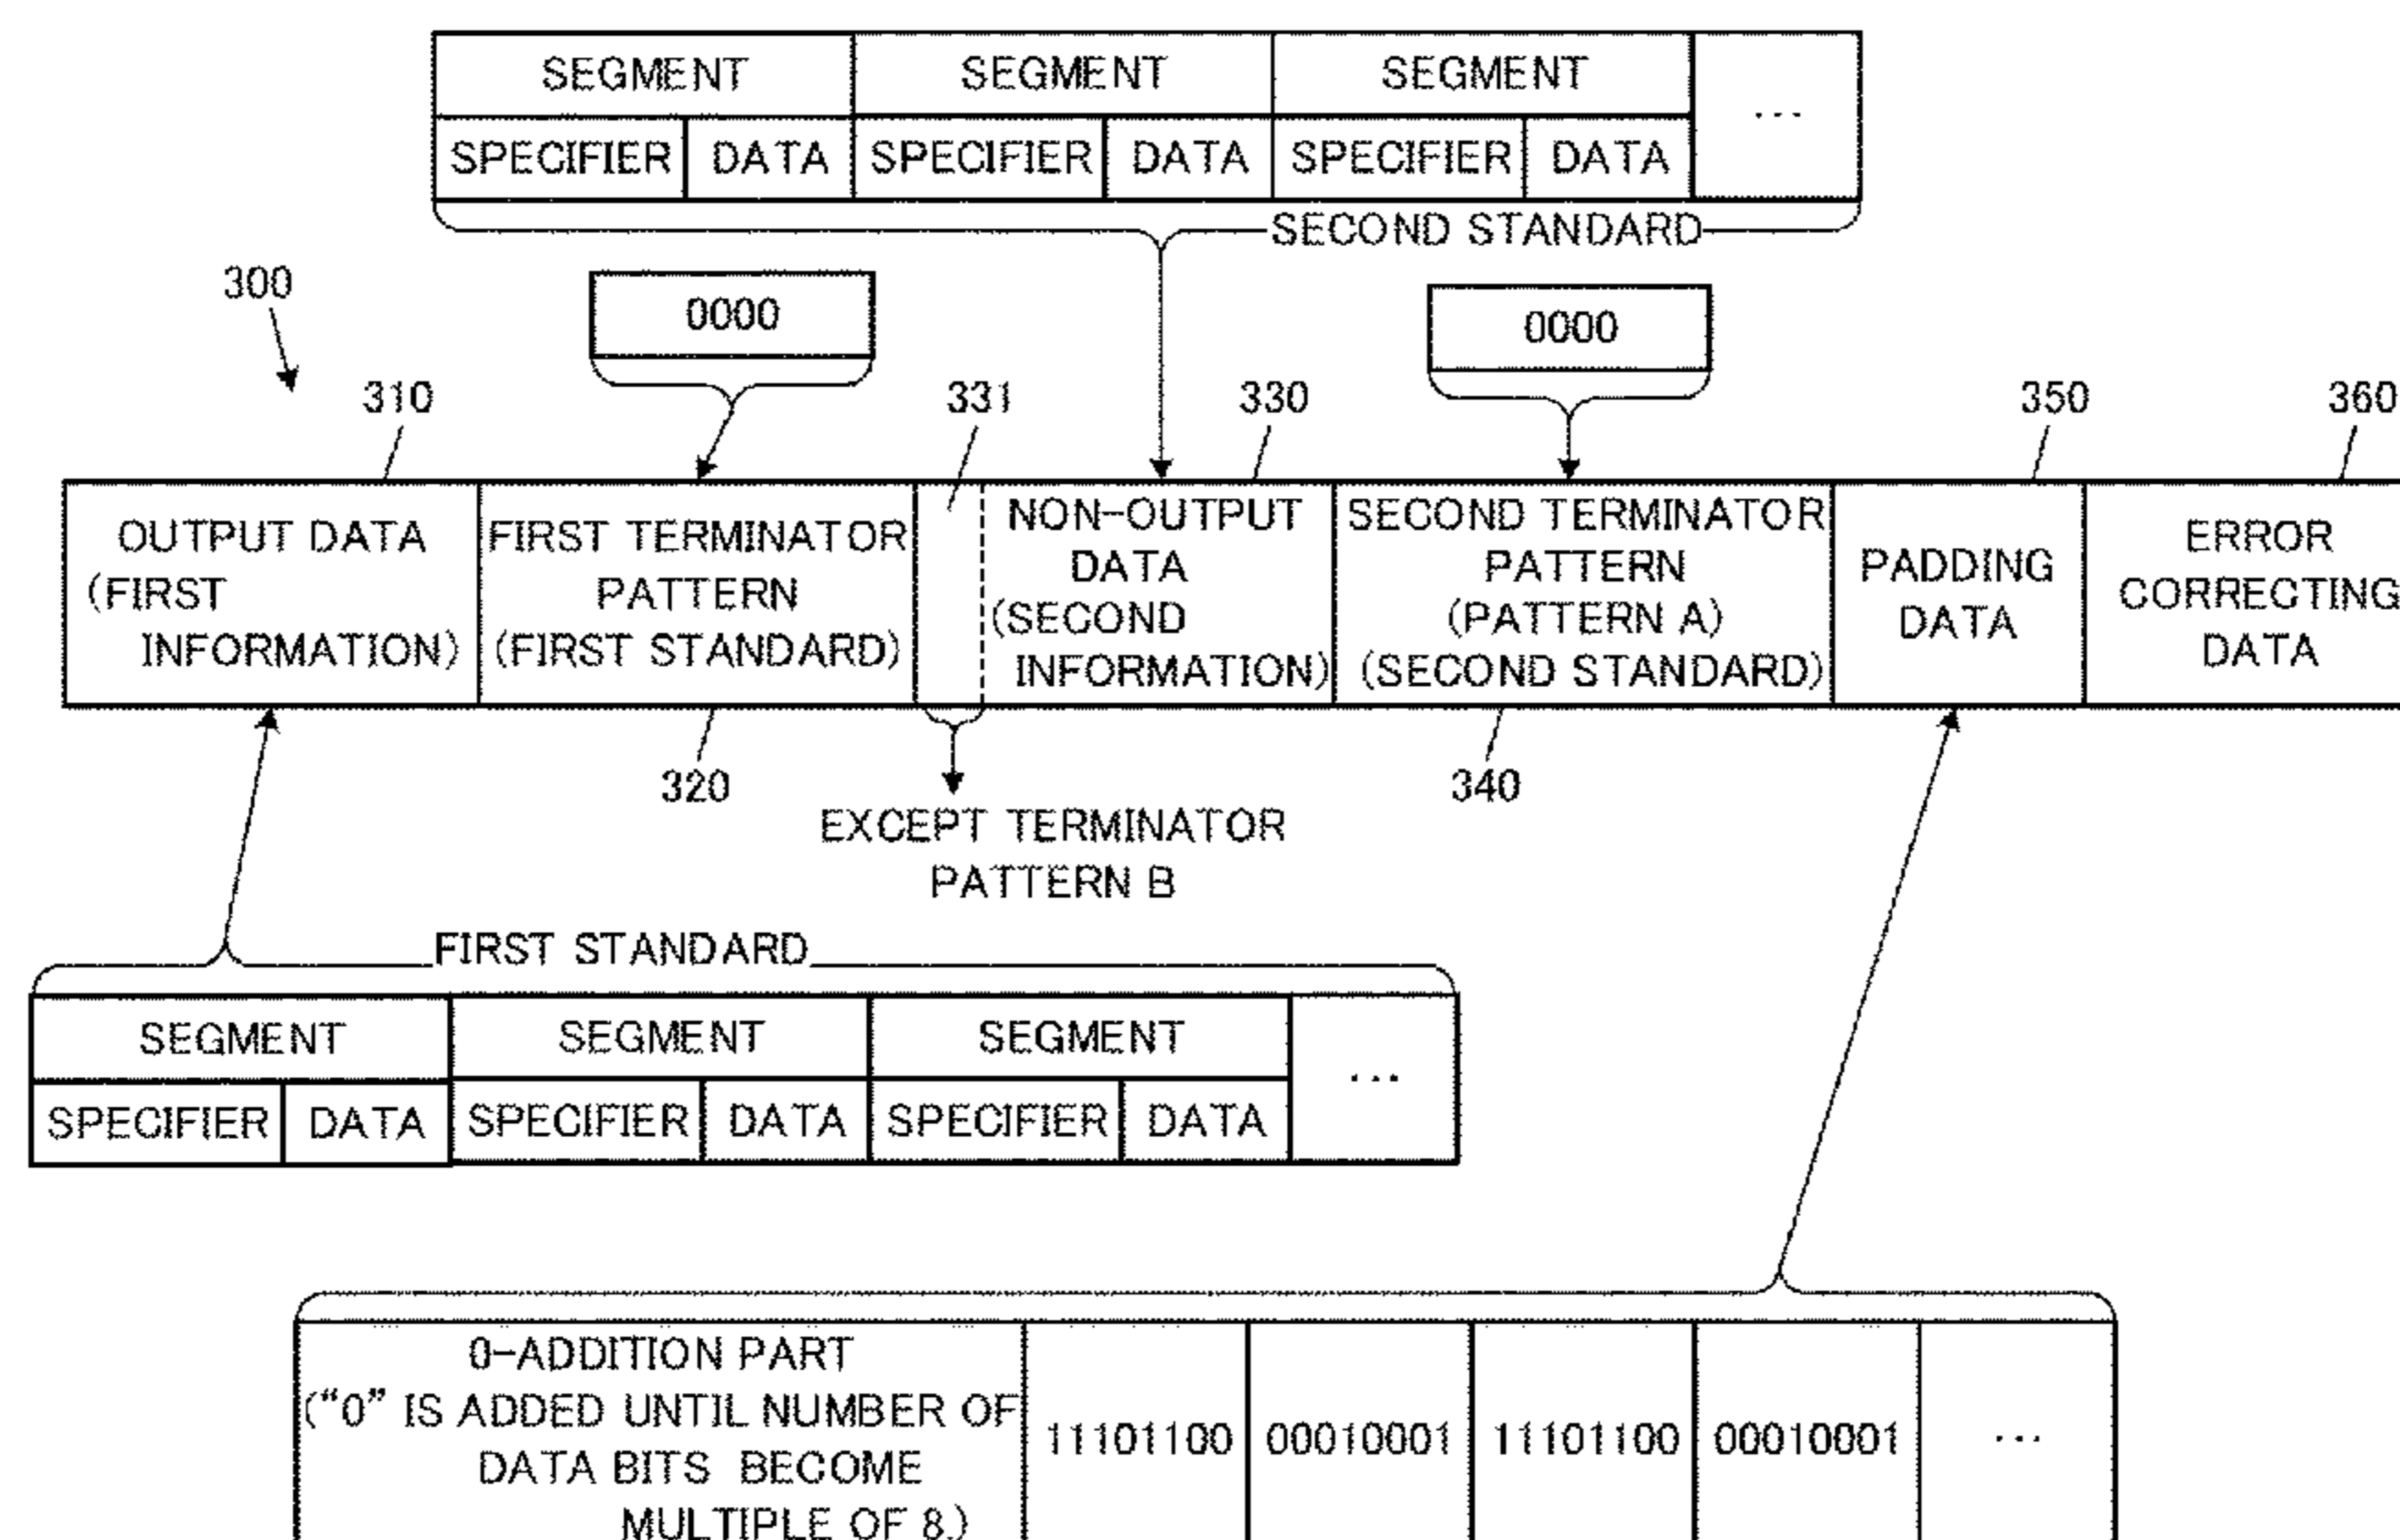 SEGMENT SEGMENT SEGMENT ...
SPECIFIER DATA SPECIFIER DATA SPECIFIER DATA
SECOND STANDARD
300
0000
0000
310
331
330
350
360
OUTPUT DATA
(FIRST
INFORMATION)
FIRST TERMINATOR
PATTERN
(FIRST STANDARD)
NON-OUTPUT
DATA
(SECOND
INFORMATION)
SECOND TERMINATOR
PATTERN
(PATTERN A)
(SECOND STANDARD)
PADDING
DATA
ERROR
CORRECTING
DATA
320
340
EXCEPT TERMINATOR
PATTERN B
FIRST STANDARD
SEGMENT SEGMENT SEGMENT ...
SPECIFIER DATA SPECIFIER DATA SPECIFIER DATA
0-ADDITION PART
("0" IS ADDED UNTIL NUMBER OF
DATA BITS BECOME
MULTIPLE OF 8.)
11101100 00010001 11101100 00010001 ...